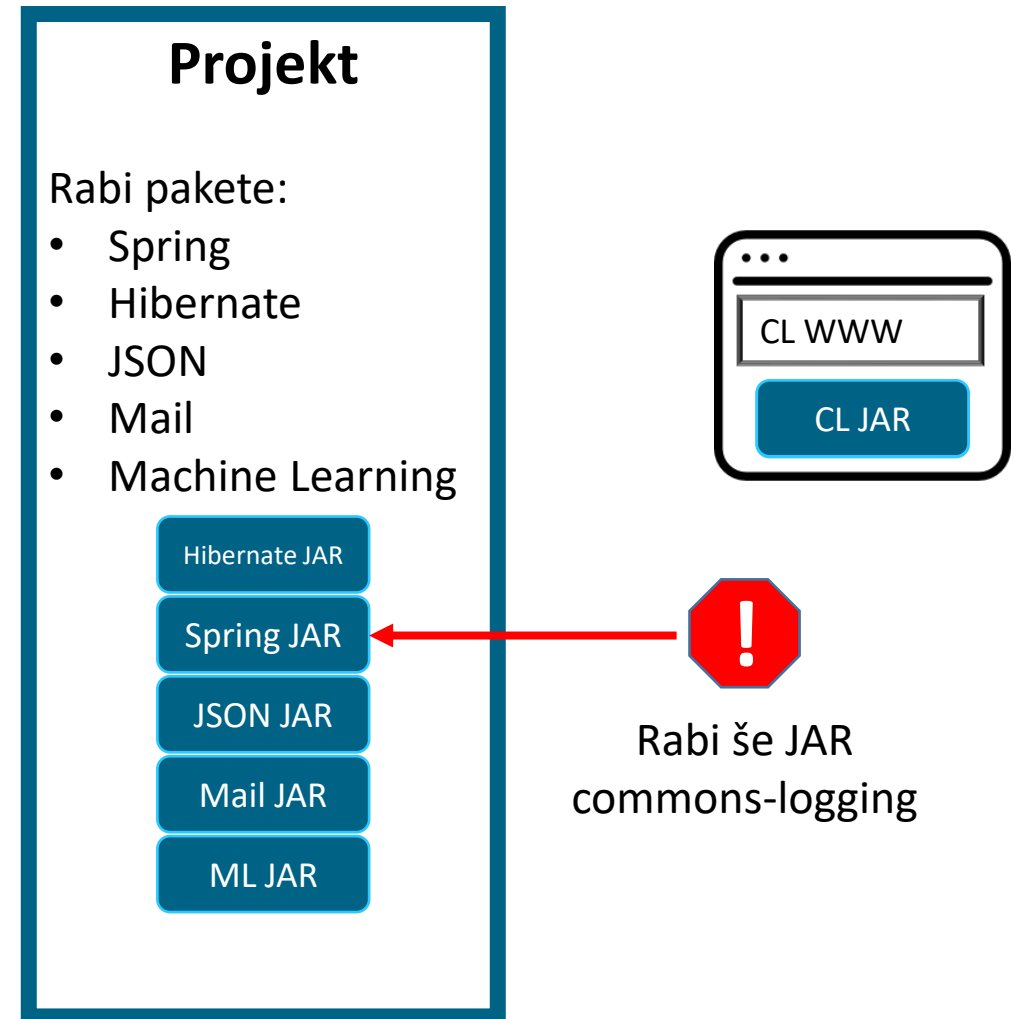 Projekt
Rabi pakete:
• Spring
• Hibernate
• JSON
• Mail
• Machine Learning
Hibernate JAR
Spring JAR
JSON JAR
Mail JAR
ML JAR
CL WWW
CL JAR
!
Rabi še JAR
commons-logging